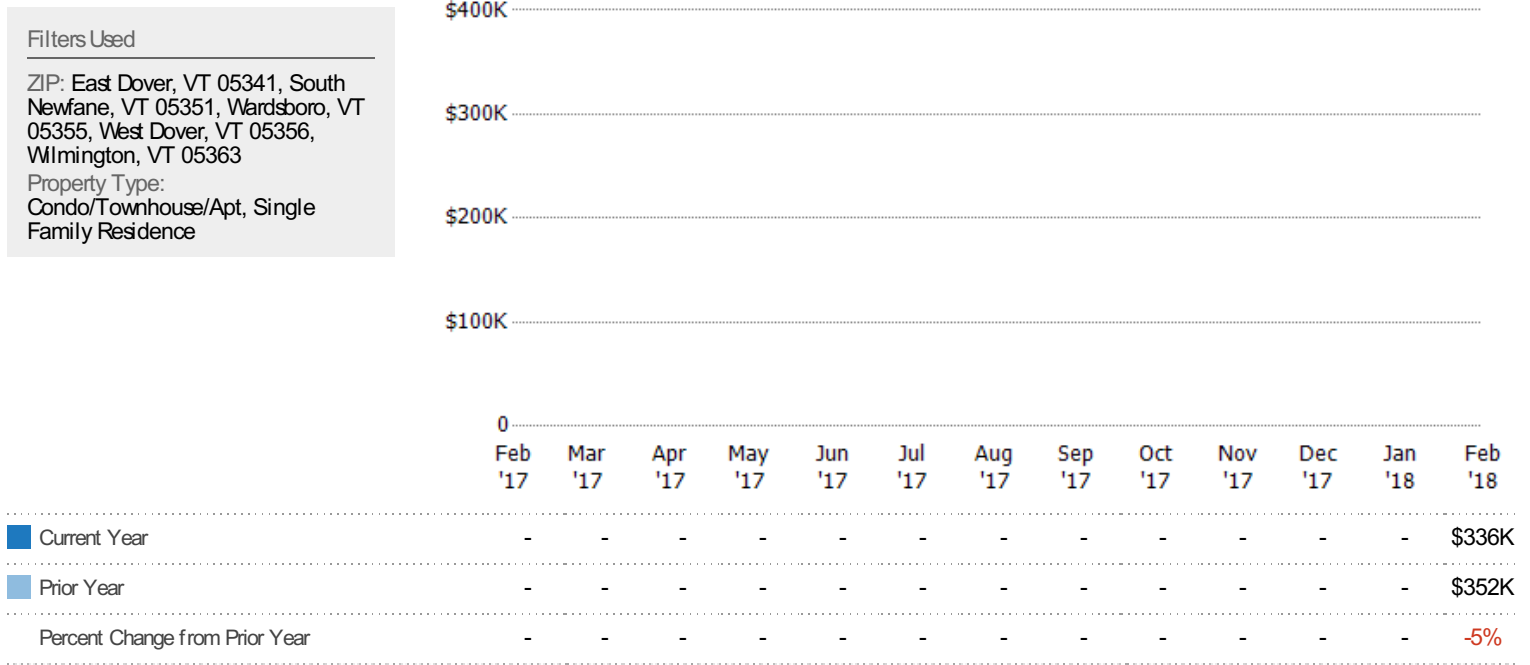 Filters Used
ZIP: East Dover, VT 05341, South
Newfane, VT 05351, Wardsboro, VT
05355, West Dover, VT 05356,
Wilmington, VT 05363
Property Type:
Condo/Townhouse/Apt, Single
Family Residence
$400K
$300K
$200K
$100K
0
Feb Mar Apr May Jun Jul Aug Sep Oct Nov Dec Jan Feb
'17 '17 '17 '17 '17 '17 '17 '17 '17 '17 '17 '18 '18
Current Year - - - - - - - - - - - - $336K
Prior Year - - - - - - - - - - - - $352K
Percent Change from Prior Year - - - - - - - - - - - - -5%